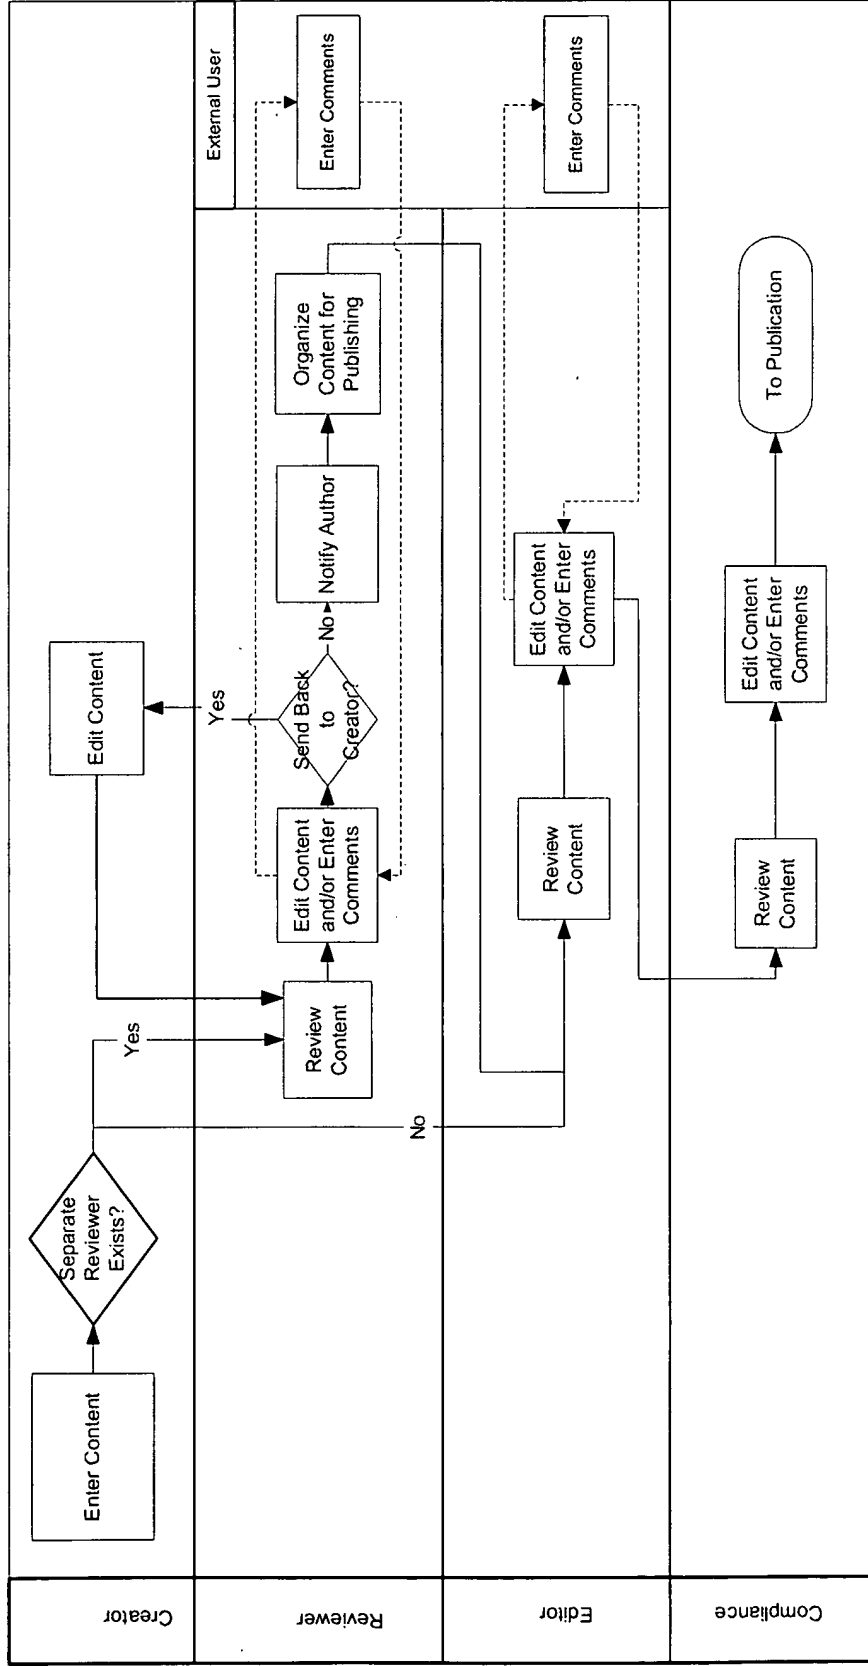 Creator
Enter Content
Separate
Reviewer
Exists?
Yes
No
Edit Content
Yes
Reviewer
Review
Content
Edit Content
and/or Enter
Comments
Send Back
to
Creator?
No
Notify Author
Organize
Content for
Publishing
External User
Enter Comments
Editor
Review
Content
Edit Content
and/or Enter
Comments
Enter Comments
Compliance
Review
Content
Edit Content
and/or Enter
Comments
To Publication